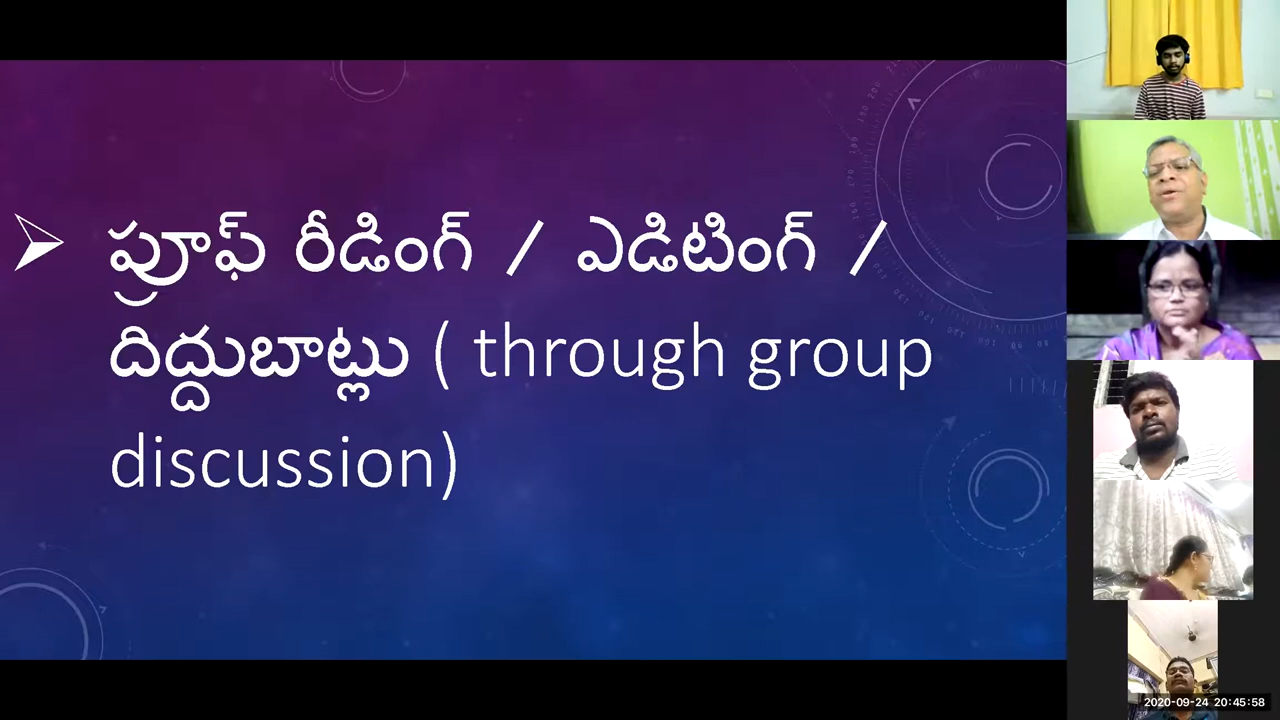 ప్రూఫ్ రీడింగ్ / ఎడిటింగ్ /
దిద్దుబాట్లు ( through group
discussion)
2020-09-24 20:45:58